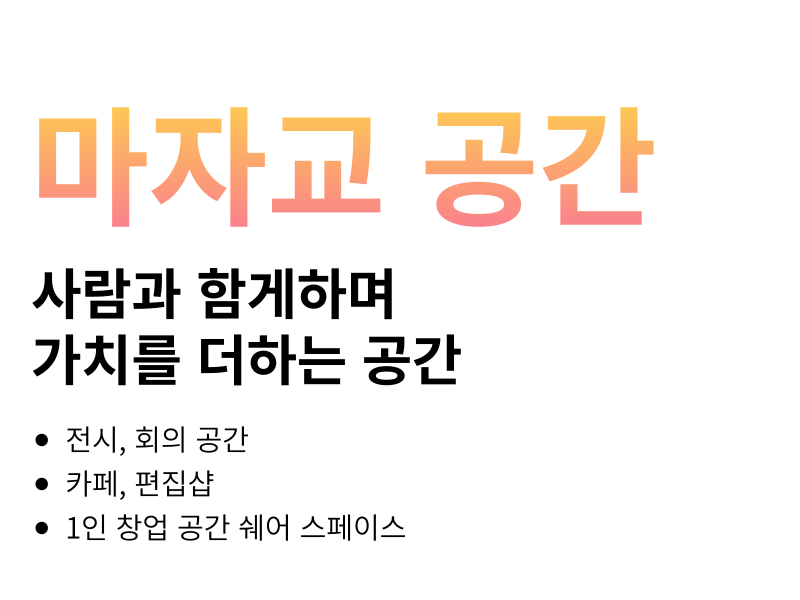 마자교 공간
사람과 함게하며
가치를 더하는 공간
• 전시, 회의 공간
• 카페, 편집샵
• 1인 창업 공간 쉐어 스페이스